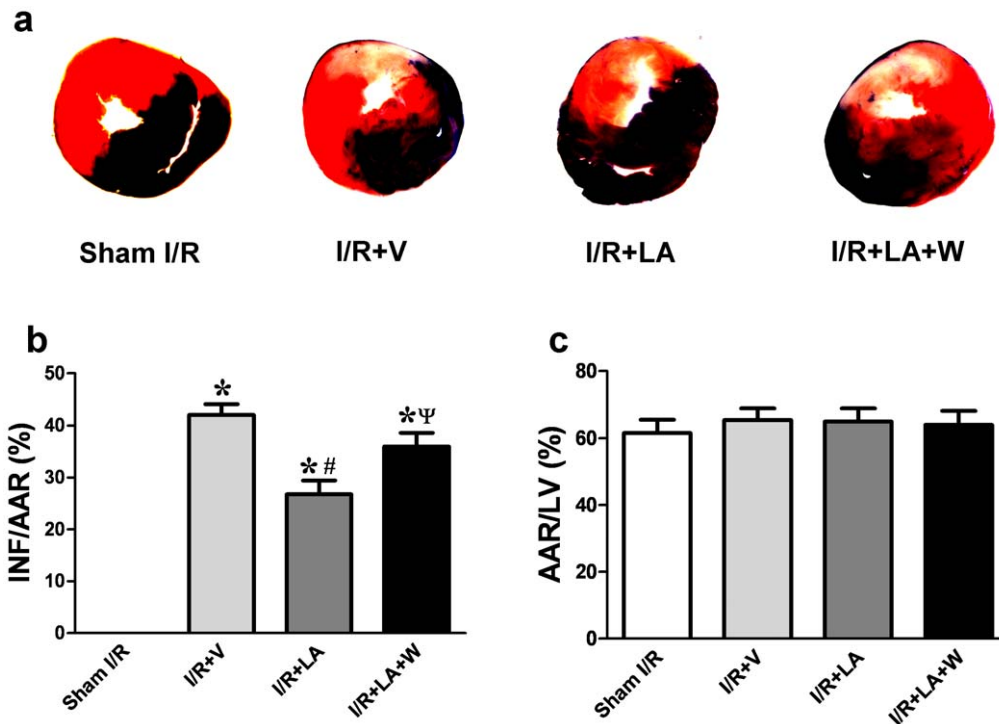 a
Sham I/R
I/R+V
I/R+LA
I/R+LA+W
b
INF/AAR (%)
50
40
30
20
10
0
*
*#
*Ψ
Sham I/R
I/R+V
I/R+LA
I/R+LA+W
c
AAR/LV (%)
80
60
40
20
0
Sham I/R
I/R+V
I/R+LA
I/R+LA+W